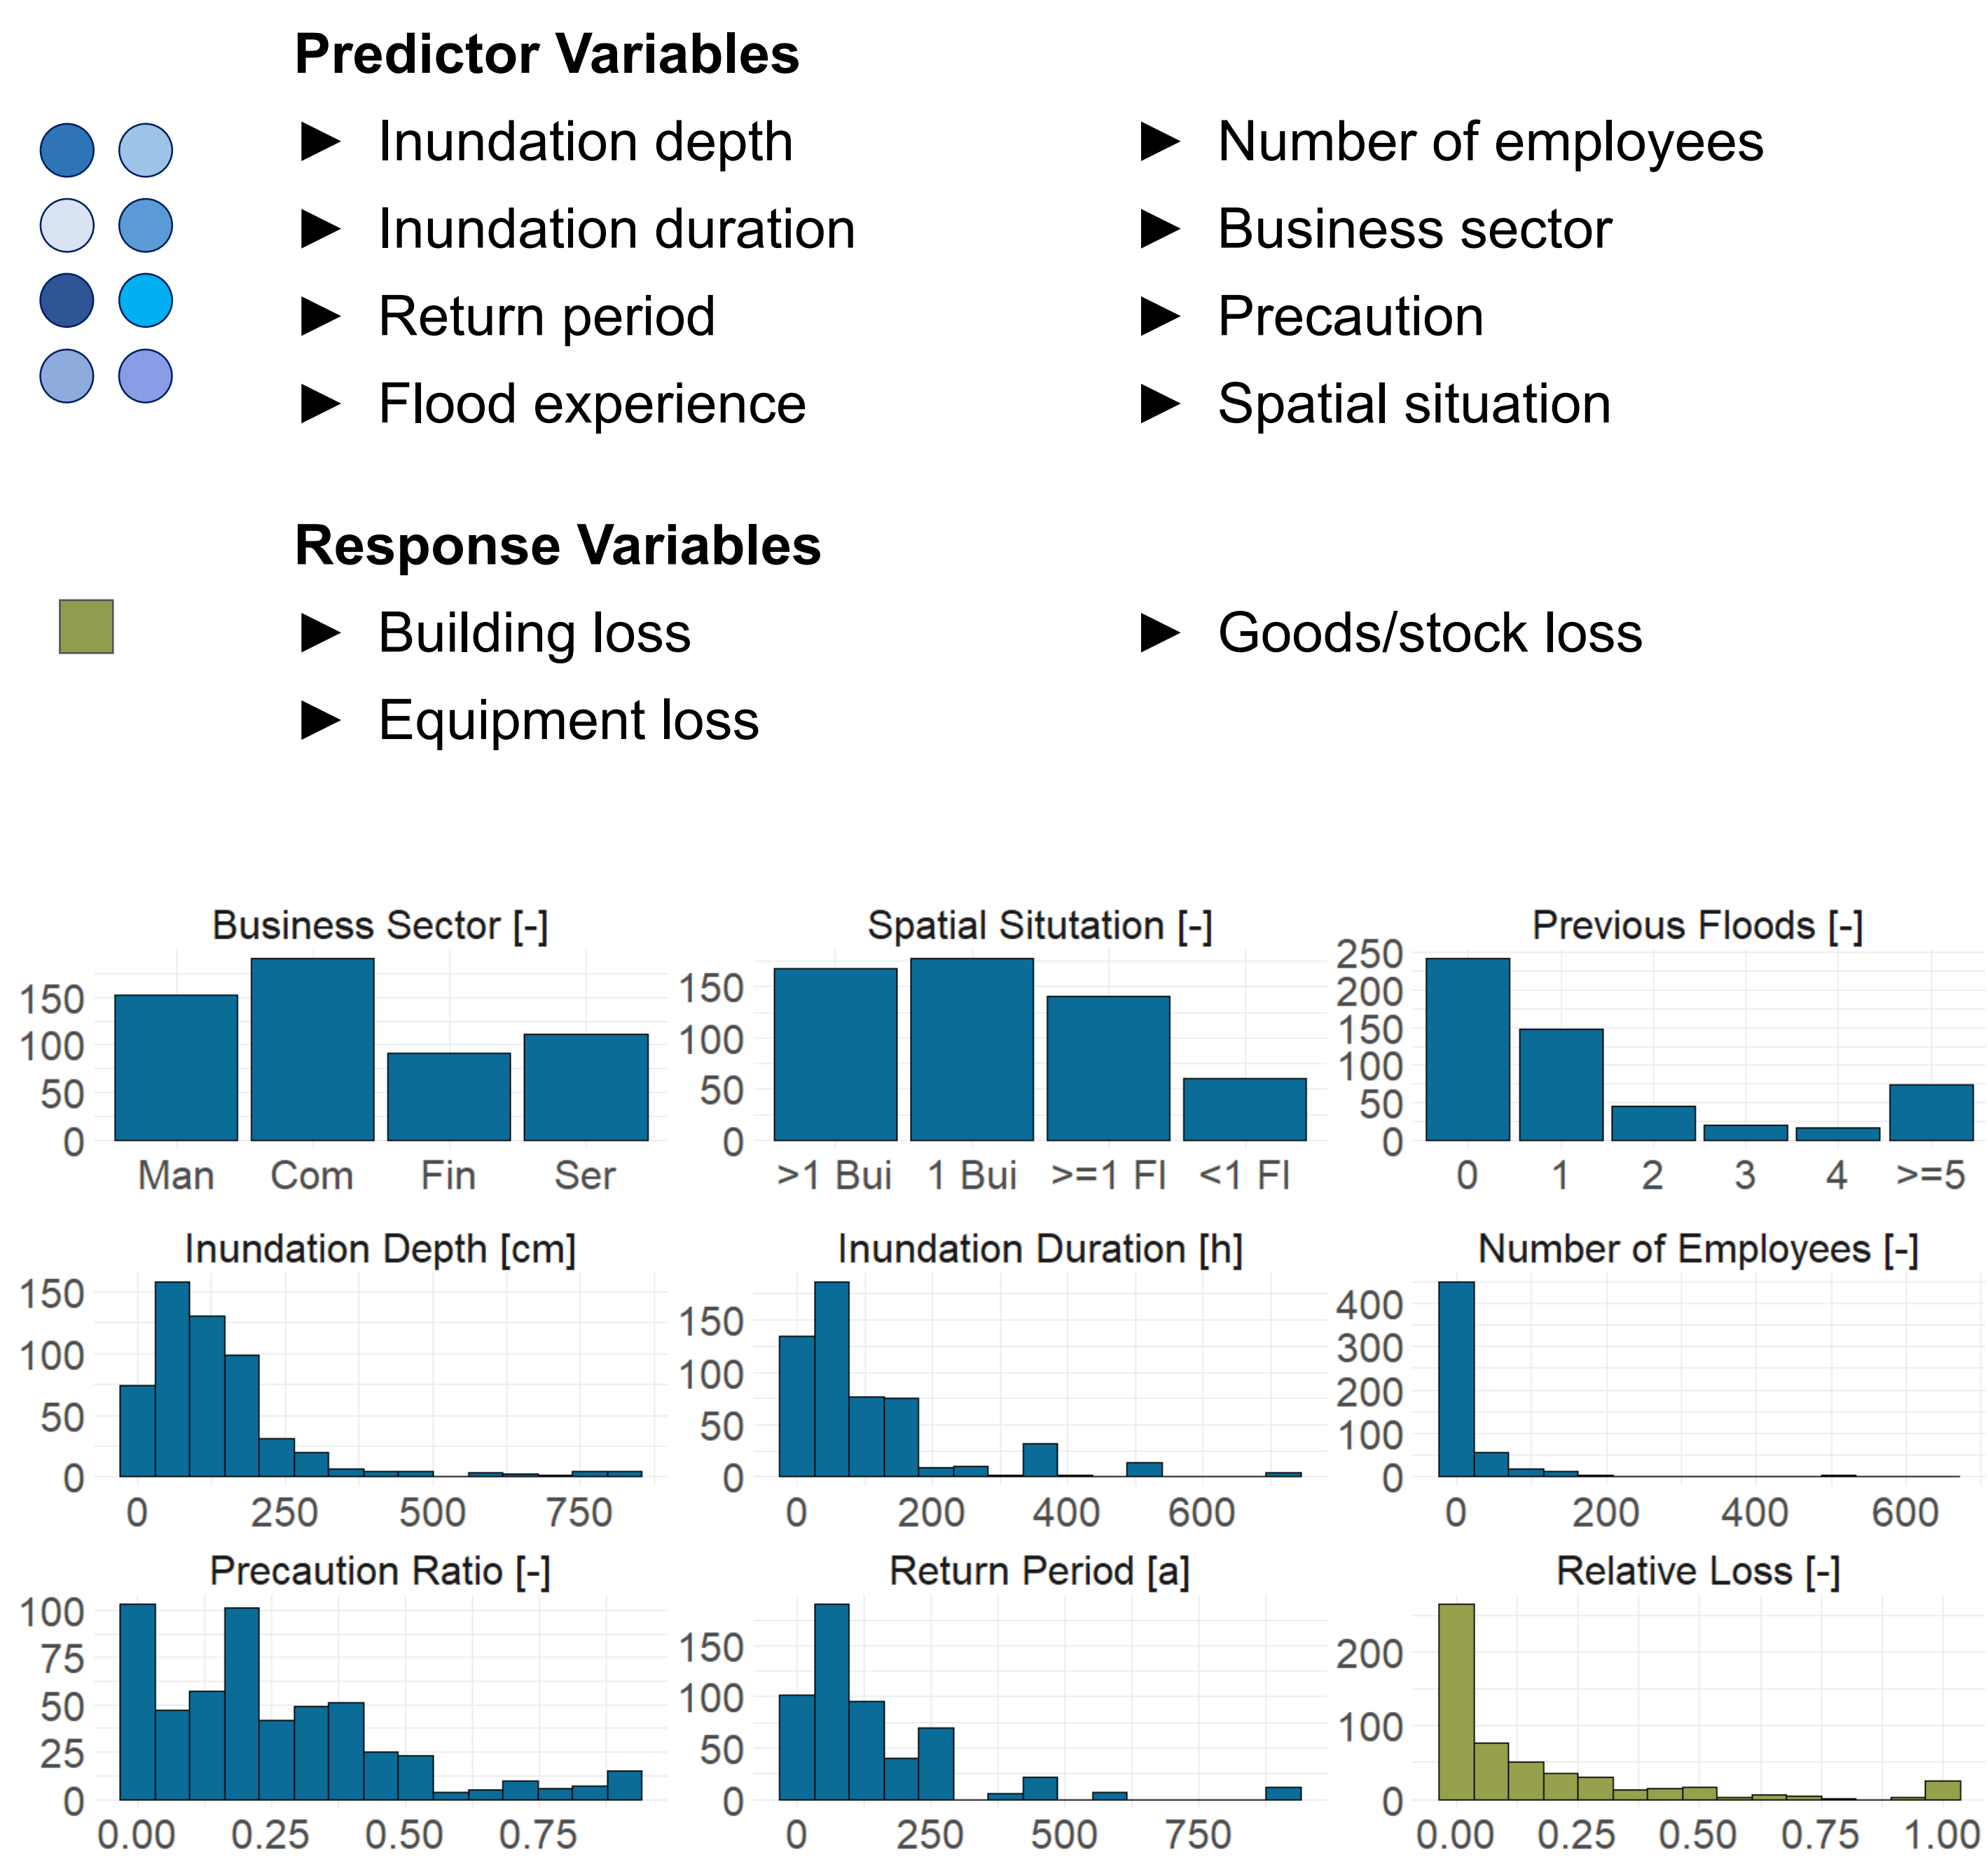 Predictor Variables
► Inundation depth
► Number of employees
► Inundation duration
► Business sector
► Return period
► Precaution
► Flood experience
► Spatial situation
Response Variables
► Building loss
► Goods/stock loss
► Equipment loss
Business Sector [-]
150
100
50
0
Man Com Fin Ser
Spatial Situtation [-]
150
100
50
0
>1 Bui 1 Bui >=1 Fl <1 Fl
Previous Floods [-]
250
200
150
100
50
0
0 1 2 3 4 >=5
Inundation Depth [cm]
150
100
50
0
0 250 500 750
Inundation Duration [h]
150
100
50
0
0 200 400 600
Number of Employees [-]
400
300
200
100
0
0 200 400 600
Precaution Ratio [-]
100
75
50
25
0
0.00 0.25 0.50 0.75
Return Period [a]
150
100
50
0
0 250 500 750
Relative Loss [-]
200
100
0
0.00 0.25 0.50 0.75 1.00